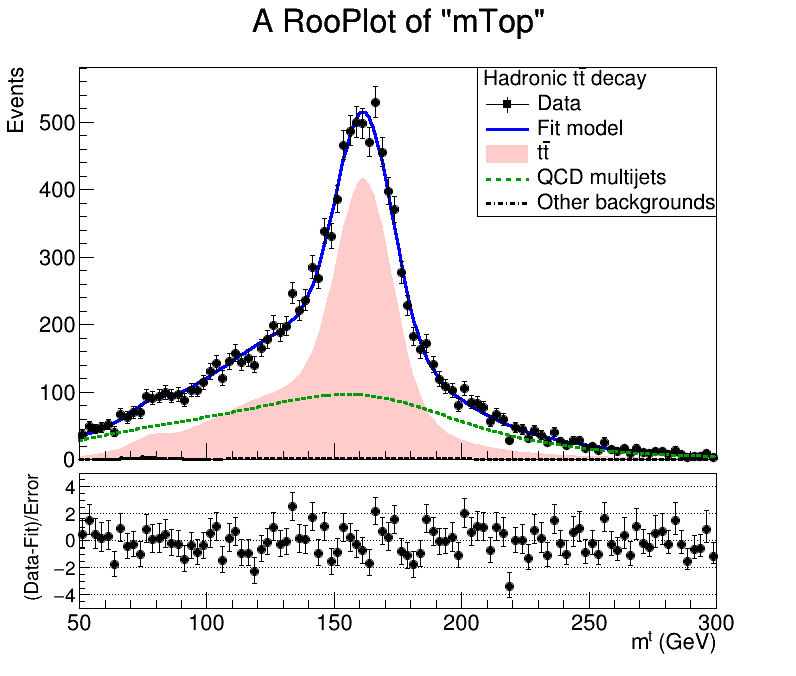 A RooPlot of "mTop"
Events
500
400
300
200
100
0
Hadronic tt̄ decay
Data
Fit model
tt̄
QCD multijets
Other backgrounds
(Data-Fit)/Error
4
2
0
−2
−4
50 100 150 200 250 300
mᵗ (GeV)